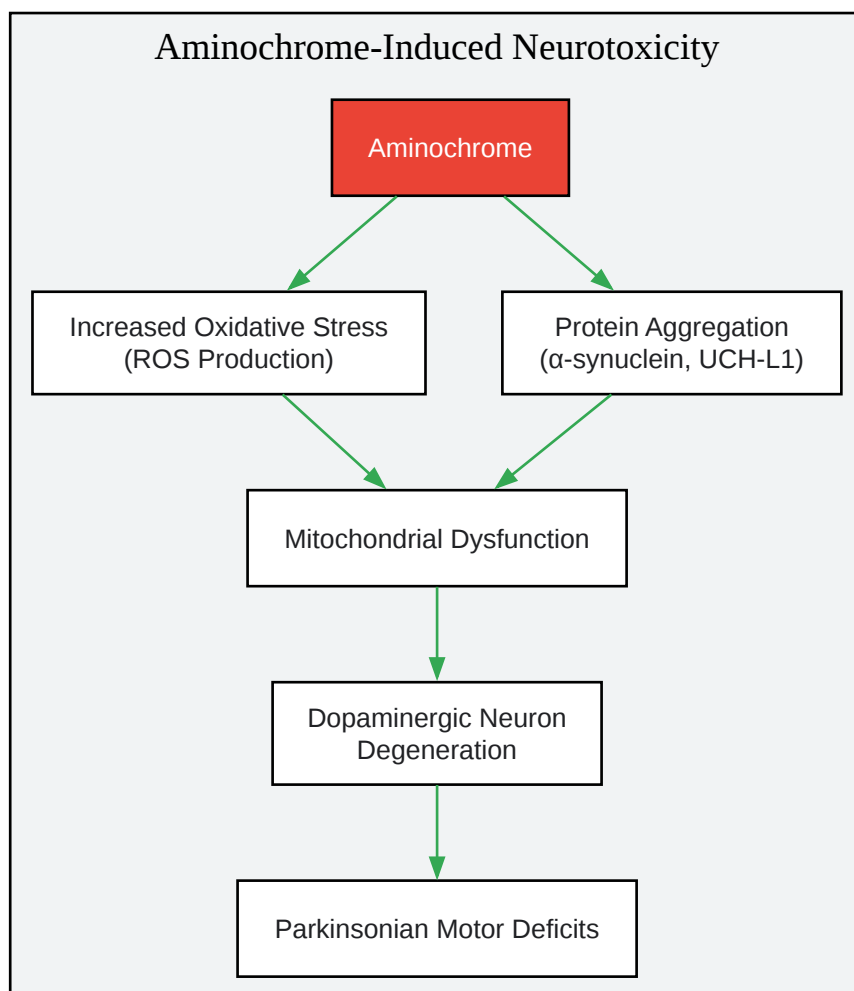 Aminochrome-Induced Neurotoxicity
Aminochrome
Increased Oxidative Stress
(ROS Production)
Protein Aggregation
(α-synuclein, UCH-L1)
Mitochondrial Dysfunction
Dopaminergic Neuron
Degeneration
Parkinsonian Motor Deficits